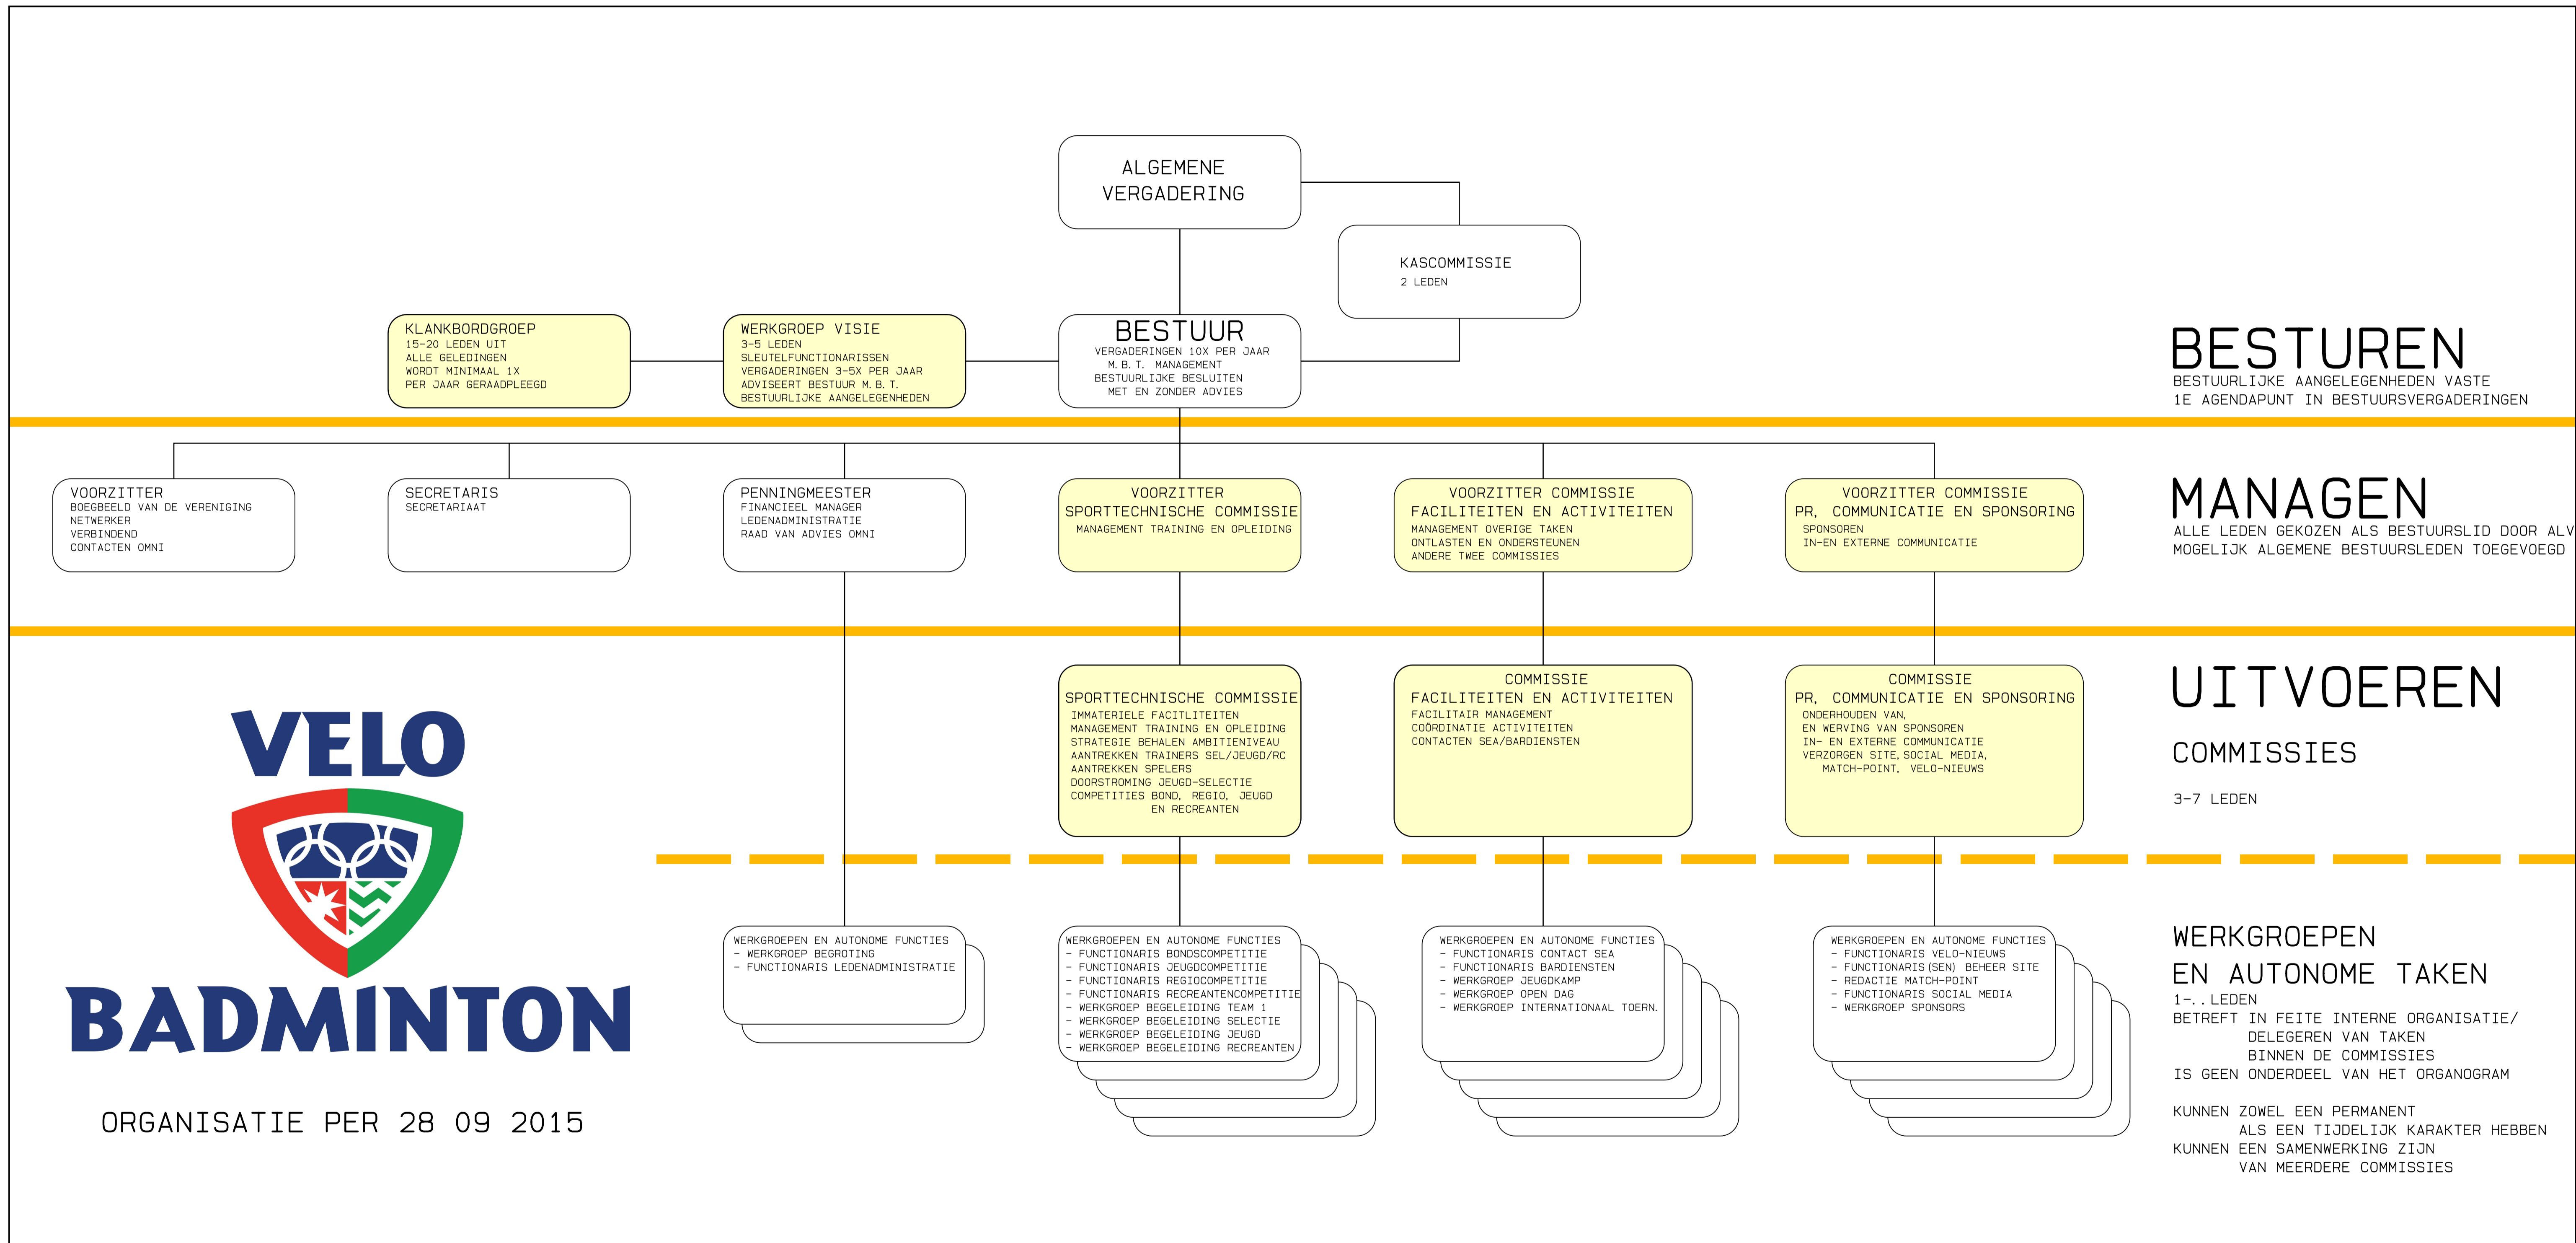 ALGEMENE
VERGADERING
KASCOMMISSIE
2 LEDEN
KLANKBORDGROEP
15-20 LEDEN UIT
ALLE GELEDINGEN
WORDT MINIMAAL 1X
PER JAAR GERAADPLEEGD
WERKGROEP VISIE
3-5 LEDEN
SLEUTELFUNCTIONARISSEN
VERGADERINGEN 3-5X PER JAAR
ADVISEERT BESTUUR M.B.T.
BESTUURLIJKE AANGELEGENHEDEN
BESTUUR
VERGADERINGEN 10X PER JAAR
M.B.T. MANAGEMENT
BESTUURLIJKE BESLUITEN
MET EN ZONDER ADVIES
BESTUREN
BESTUURLIJKE AANGELEGENHEDEN VASTE
1E AGENDAPUNT IN BESTUURSVERGADERINGEN
VOORZITTER
BOEGBEELD VAN DE VERENIGING
NETWERKER
VERBINDEND
CONTACTEN OMNI
SECRETARIS
SECRETARIAAT
PENNINGMEESTER
FINANCIEEL MANAGER
LEDENADMINISTRATIE
RAAD VAN ADVIES OMNI
VOORZITTER
SPORTTECHNISCHE COMMISSIE
MANAGEMENT TRAINING EN OPLEIDING
VOORZITTER COMMISSIE
FACILITEITEN EN ACTIVITEITEN
MANAGEMENT OVERIGE TAKEN
ONTLASTEN EN ONDERSTEUNEN
ANDERE TWEE COMMISSIES
VOORZITTER COMMISSIE
PR, COMMUNICATIE EN SPONSORING
SPONSOREN
IN-EN EXTERNE COMMUNICATIE
MANAGEN
ALLE LEDEN GEKOZEN ALS BESTUURSLID DOOR ALV
MOGELIJK ALGEMENE BESTUURSLEDEN TOEGEVOEGD
SPORTTECHNISCHE COMMISSIE
IMMATERIELE FACITLITEITEN
MANAGEMENT TRAINING EN OPLEIDING
STRATEGIE BEHALEN AMBITIENIVEAU
AANTREKKEN TRAINERS SEL/JEUGD/RC
AANTREKKEN SPELERS
DOORSTROMING JEUGD-SELECTIE
COMPETITIES BOND, REGIO, JEUGD
EN RECREANTEN
COMMISSIE
FACILITEITEN EN ACTIVITEITEN
FACILITAIR MANAGEMENT
COÖRDINATIE ACTIVITEITEN
CONTACTEN SEA/BARDIENSTEN
COMMISSIE
PR, COMMUNICATIE EN SPONSORING
ONDERHOUDEN VAN,
EN WERVING VAN SPONSOREN
IN- EN EXTERNE COMMUNICATIE
VERZORGEN SITE, SOCIAL MEDIA,
MATCH-POINT, VELO-NIEUWS
UITVOEREN
COMMISSIES
3-7 LEDEN
VELO
BADMINTON
ORGANISATIE PER 28 09 2015
WERKGROEPEN EN AUTONOME FUNCTIES
- WERKGROEP BEGROTING
- FUNCTIONARIS LEDENADMINISTRATIE
WERKGROEPEN EN AUTONOME FUNCTIES
- FUNCTIONARIS BONDSCOMPETITIE
- FUNCTIONARIS JEUGDCOMPETITIE
- FUNCTIONARIS REGIOCOMPETITIE
- FUNCTIONARIS RECREANTENCOMPETITIE
- WERKGROEP BEGELEIDING TEAM 1
- WERKGROEP BEGELEIDING SELECTIE
- WERKGROEP BEGELEIDING JEUGD
- WERKGROEP BEGELEIDING RECREANTEN
WERKGROEPEN EN AUTONOME FUNCTIES
- FUNCTIONARIS CONTACT SEA
- FUNCTIONARIS BARDIENSTEN
- WERKGROEP JEUGDKAMP
- WERKGROEP OPEN DAG
- WERKGROEP INTERNATIONAAL TOERN.
WERKGROEPEN EN AUTONOME FUNCTIES
- FUNCTIONARIS VELO-NIEUWS
- FUNCTIONARIS(SEN) BEHEER SITE
- REDACTIE MATCH-POINT
- FUNCTIONARIS SOCIAL MEDIA
- WERKGROEP SPONSORS
WERKGROEPEN
EN AUTONOME TAKEN
1-..LEDEN
BETREFT IN FEITE INTERNE ORGANISATIE/
DELEGEREN VAN TAKEN
BINNEN DE COMMISSIES
IS GEEN ONDERDEEL VAN HET ORGANOGRAM
KUNNEN ZOWEL EEN PERMANENT
ALS EEN TIJDELIJK KARAKTER HEBBEN
KUNNEN EEN SAMENWERKING ZIJN
VAN MEERDERE COMMISSIES